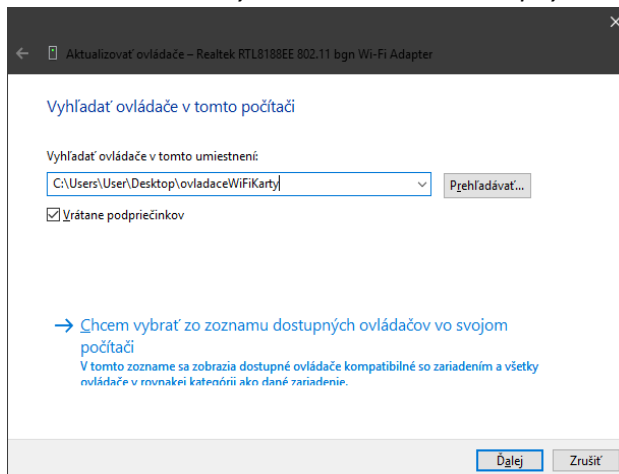 Aktualizovať ovládače – Realtek RTL8188EE 802.11 bgn Wi-Fi Adapter
Vyhľadať ovládače v tomto počítači
Vyhľadať ovládače v tomto umiestnení:
C:\Users\User\Desktop\ovladaceWiFiKarty
Prehľadávať...
Vrátane podpriečinkov
Chcem vybrať zo zoznamu dostupných ovládačov vo svojom
počítači
V tomto zozname sa zobrazia dostupné ovládače kompatibilné so zariadením a všetky
ovládače v rovnakej kategórii ako dané zariadenie.
Ďalej
Zrušiť